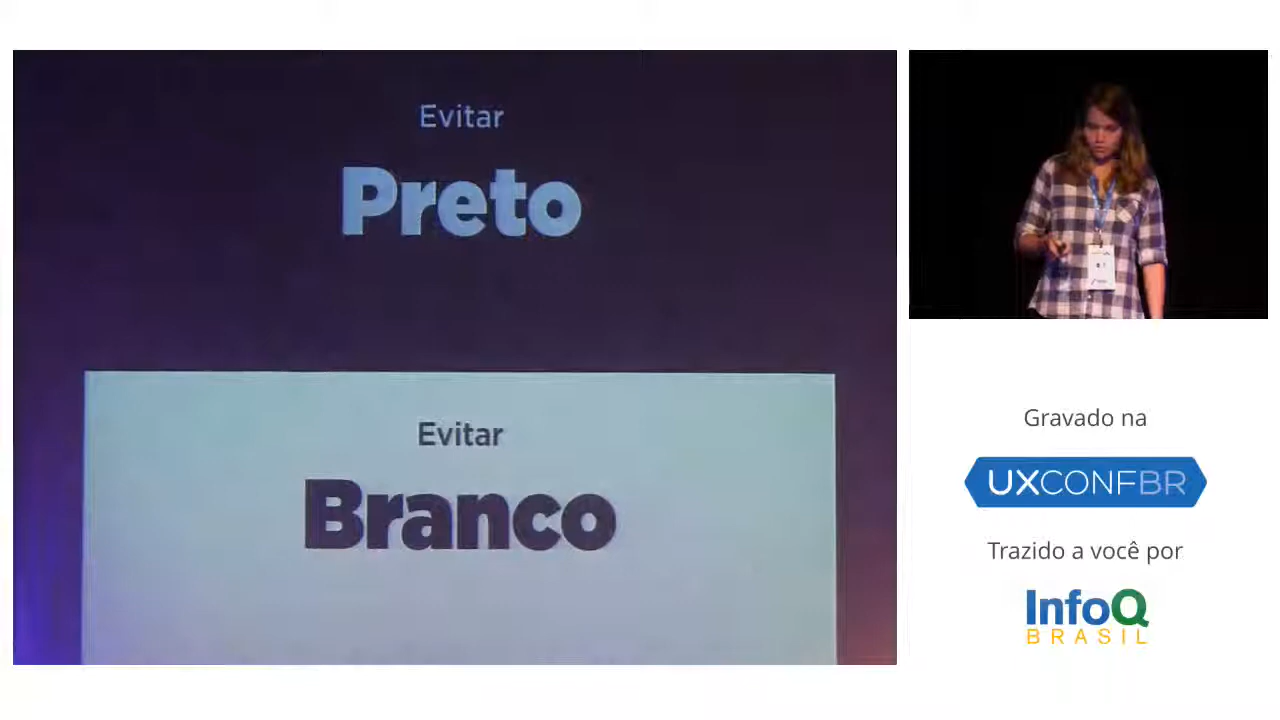 Evitar
Preto
Evitar
Branco
Gravado na
UXCONFBR
Trazido a você por
InfoQ
BRASIL